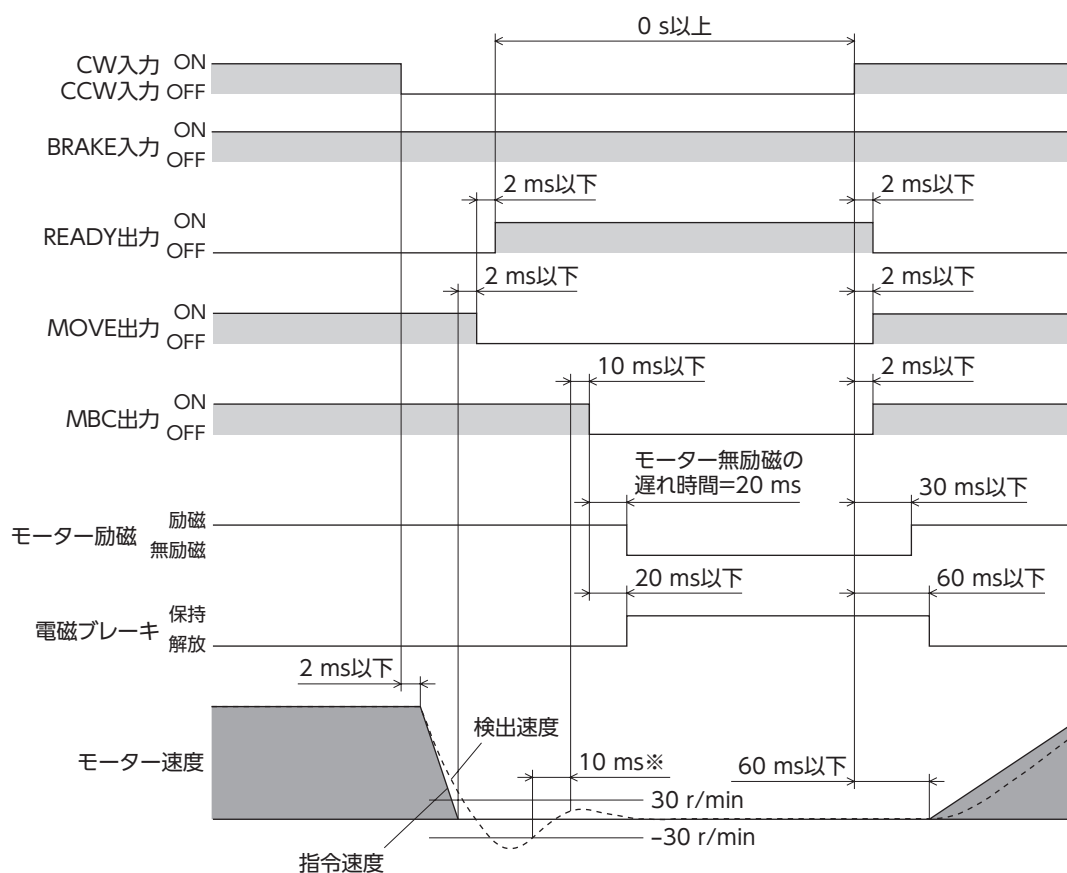 0 s以上
CW入力 ON
CCW入力 OFF
BRAKE入力 ON
OFF
2 ms以下
2 ms以下
READY出力 ON
OFF
2 ms以下
2 ms以下
MOVE出力 ON
OFF
10 ms以下
2 ms以下
MBC出力 ON
OFF
モーター無励磁の
遅れ時間=20 ms
30 ms以下
モーター励磁 励磁
無励磁
20 ms以下
60 ms以下
電磁ブレーキ 保持
解放
2 ms以下
検出速度
モーター速度
10 ms※
60 ms以下
30 r/min
–30 r/min
指令速度